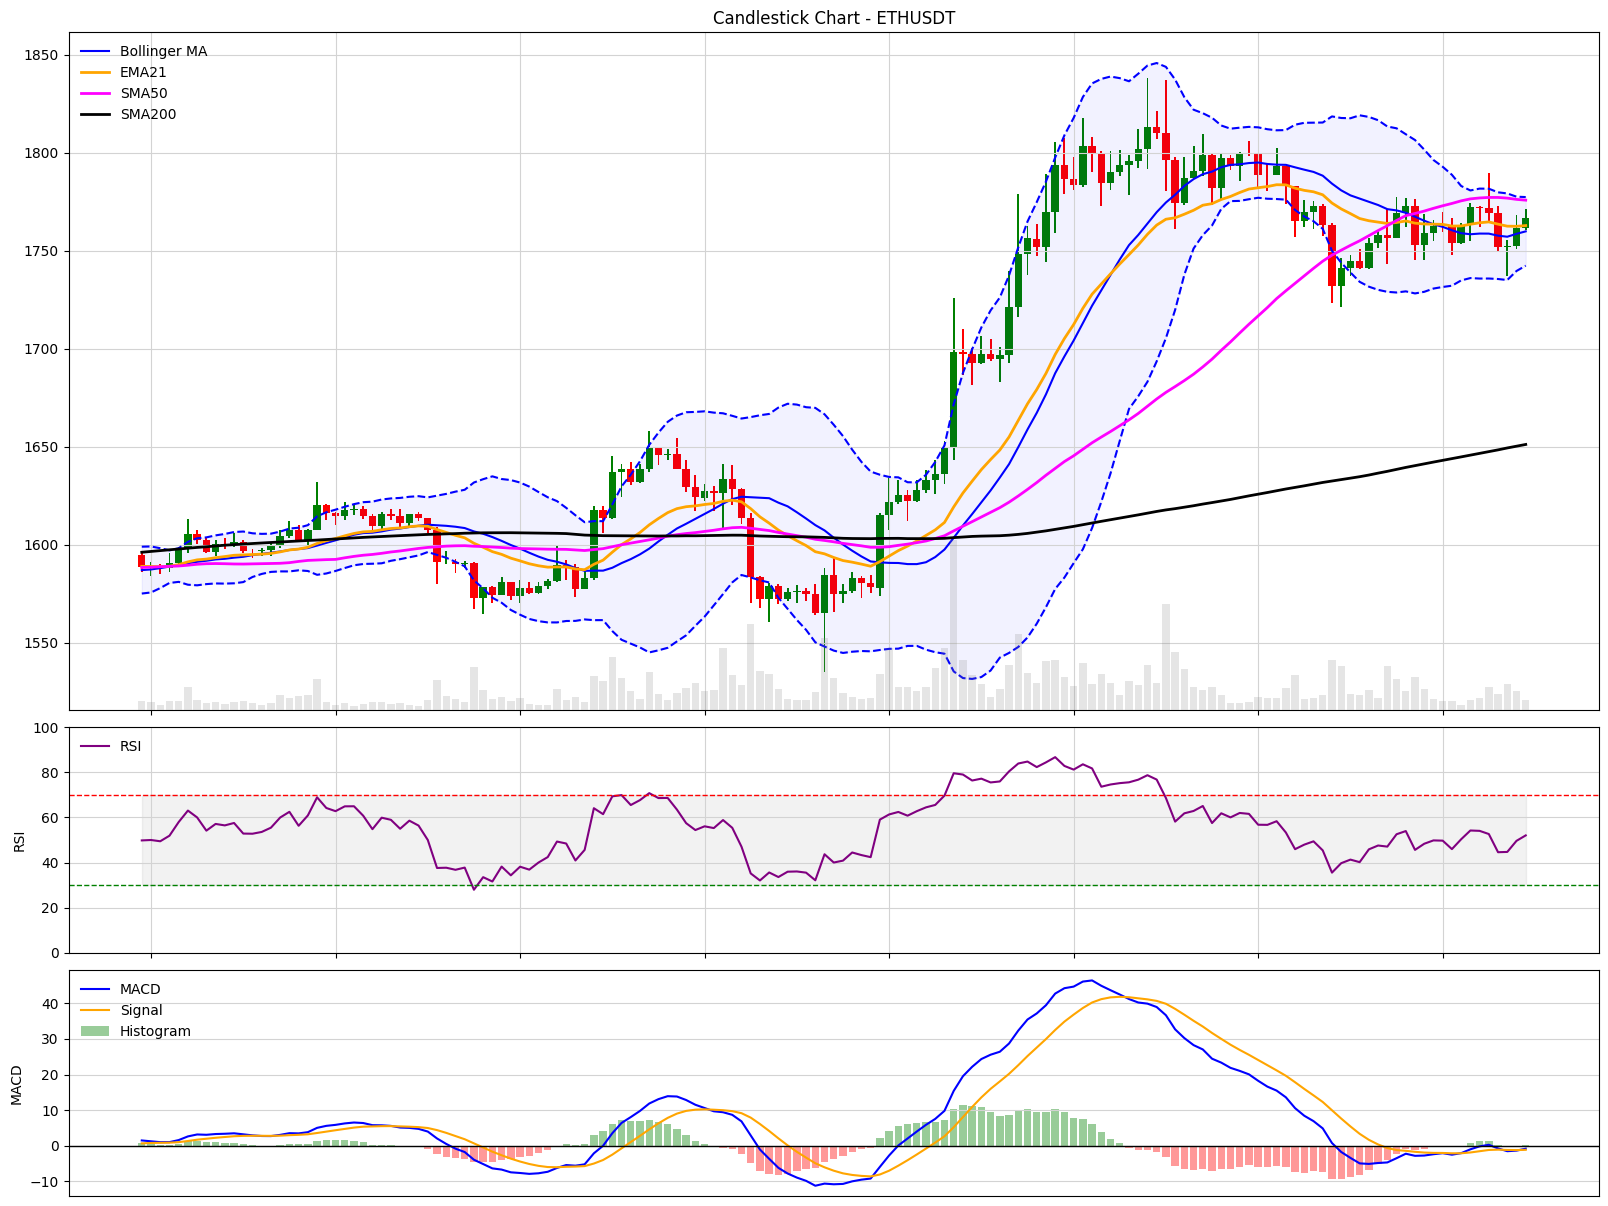 Candlestick Chart - ETHUSDT
Bollinger MA
EMA21
SMA50
SMA200
1850
1800
1750
1700
1650
1600
1550
RSI
100
80
60
40
20
0
RSI
MACD
Signal
Histogram
40
30
20
10
0
−10
MACD